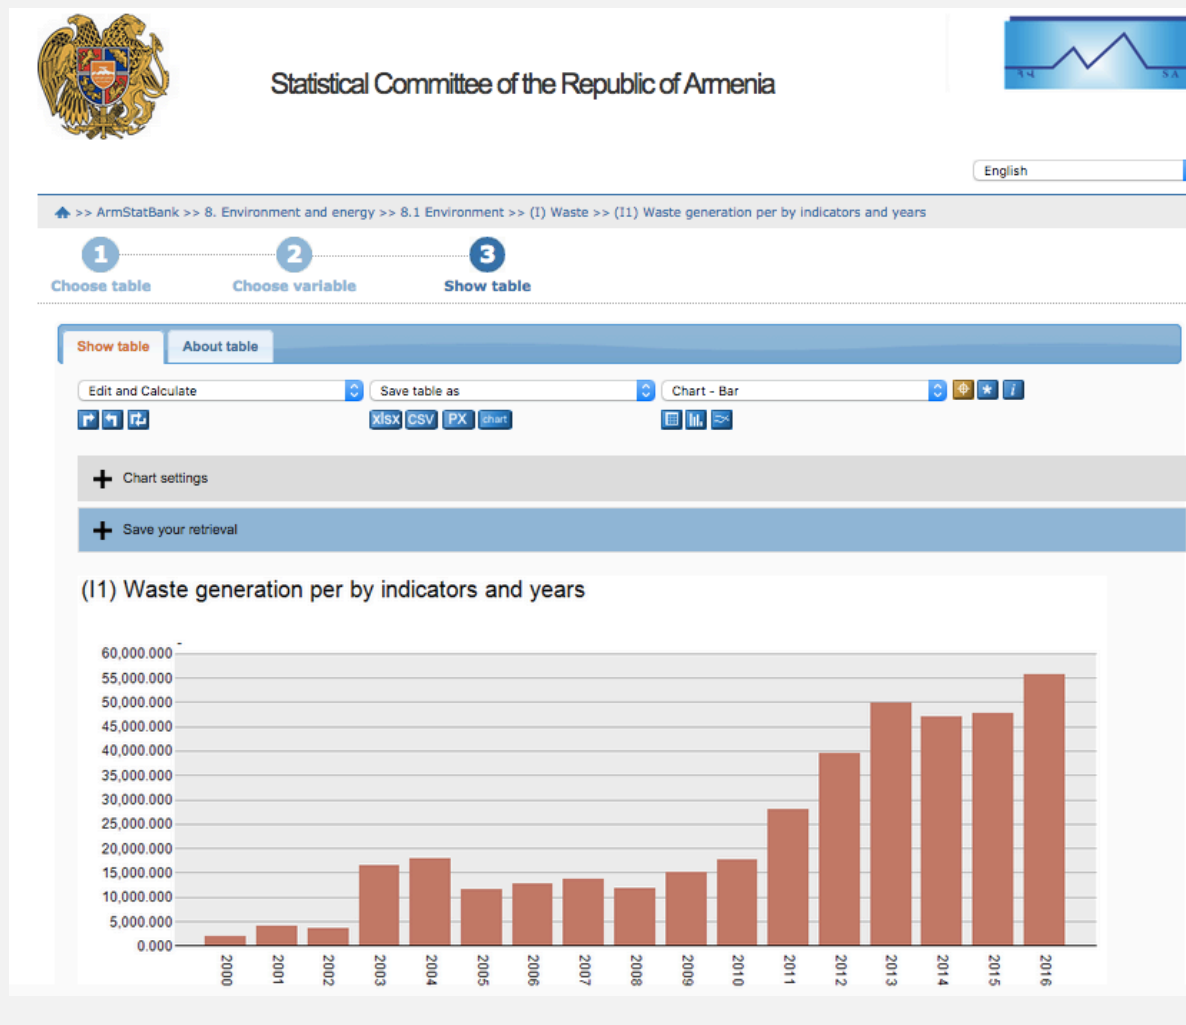 Statistical Committee of the Republic of Armenia
ՀՎ SA
English
>> ArmStatBank >> 8. Environment and energy >> 8.1 Environment >> (I) Waste >> (I1) Waste generation per by indicators and years
1 2 3
Choose table Choose variable Show table
Show table About table
Edit and Calculate Save table as Chart - Bar
xlsx CSV PX chart
Chart settings
Save your retrieval
(I1) Waste generation per by indicators and years
60,000.000
55,000.000
50,000.000
45,000.000
40,000.000
35,000.000
30,000.000
25,000.000
20,000.000
15,000.000
10,000.000
5,000.000
0.000
2000 2001 2002 2003 2004 2005 2006 2007 2008 2009 2010 2011 2012 2013 2014 2015 2016